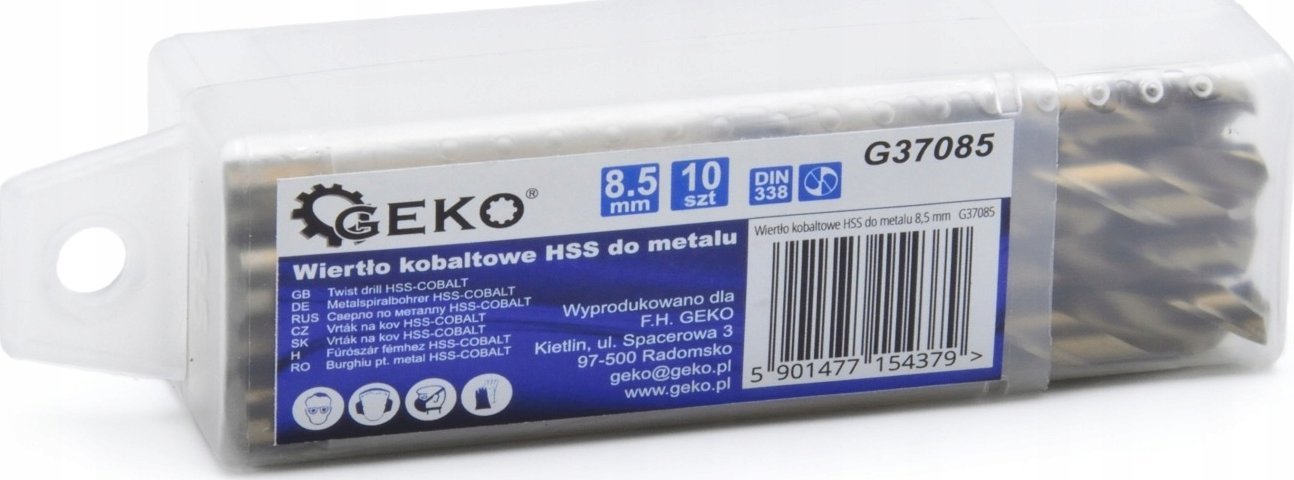 GEKO®
8.5 mm
10 szt
DIN 338
G37085
Wiertło kobaltowe HSS do metalu
GB Twist drill HSS-COBALT
DE Metalspiralbohrer HSS-COBALT
RUS Сверло по металлу HSS-COBALT
CZ Vrták na kov HSS-COBALT
SK Vrták na kov HSS-COBALT
H Fúrószár fémhez HSS-COBALT
RO Burghiu pt. metal HSS-COBALT
Wyprodukowano dla
F.H. GEKO
Kietlin, ul. Spacerowa 3
97-500 Radomsko
geko@geko.pl
www.geko.pl
Wiertło kobaltowe HSS do metalu 8,5 mm G37085
5 901477 154379 >